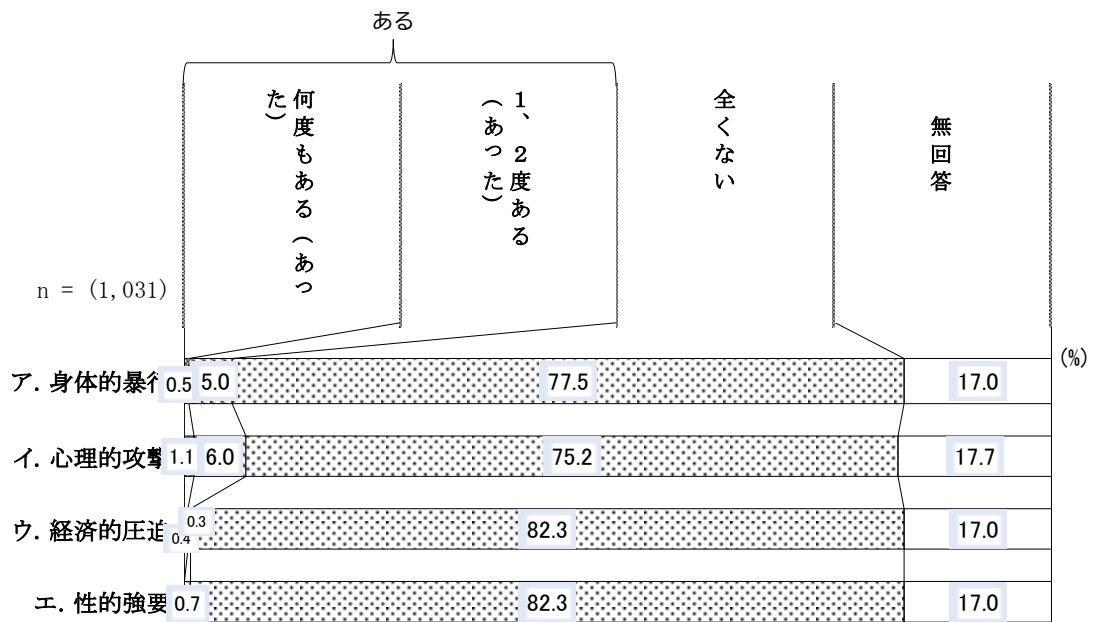 ある
何度もある（あっ
た）
1、2度ある
（あった）
全くない
無回答
n = (1,031)
(%)
ア. 身体的暴行 0.5 5.0 77.5 17.0
イ. 心理的攻撃 1.1 6.0 75.2 17.7
ウ. 経済的圧迫 0.4 0.3 82.3 17.0
エ. 性的強要 0.7 82.3 17.0